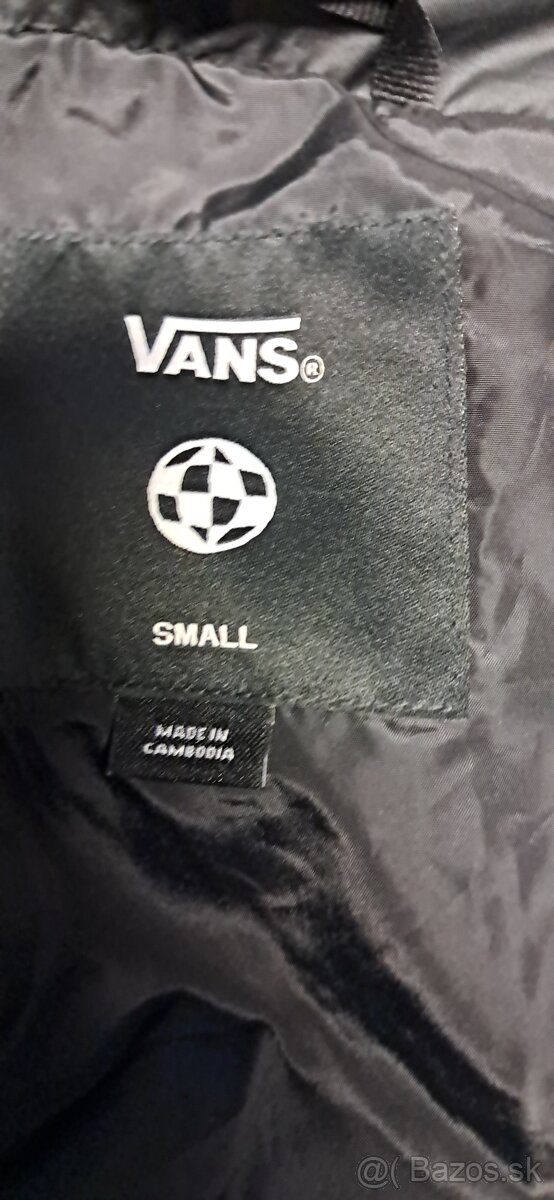 VANS®
SMALL
MADE IN
CAMBODIA
@( Bazos.sk